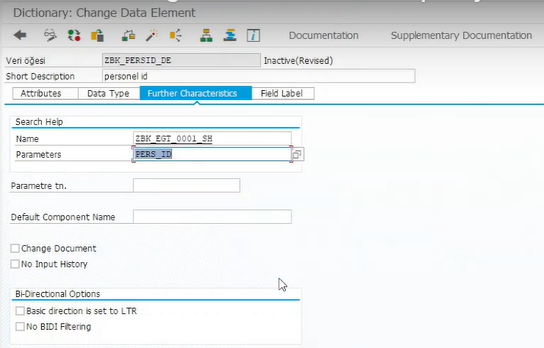 Dictionary: Change Data Element
Documentation Supplementary Documentation
Veri öğesi ZBK_PERSID_DE Inactive(Revised)
Short Description personel id
Attributes Data Type Further Characteristics Field Label
Search Help
Name ZBK_EGT_0001_SH
Parameters PERS_ID
Parametre tn.
Default Component Name
Change Document
No Input History
Bi-Directional Options
Basic direction is set to LTR
No BIDI Filtering